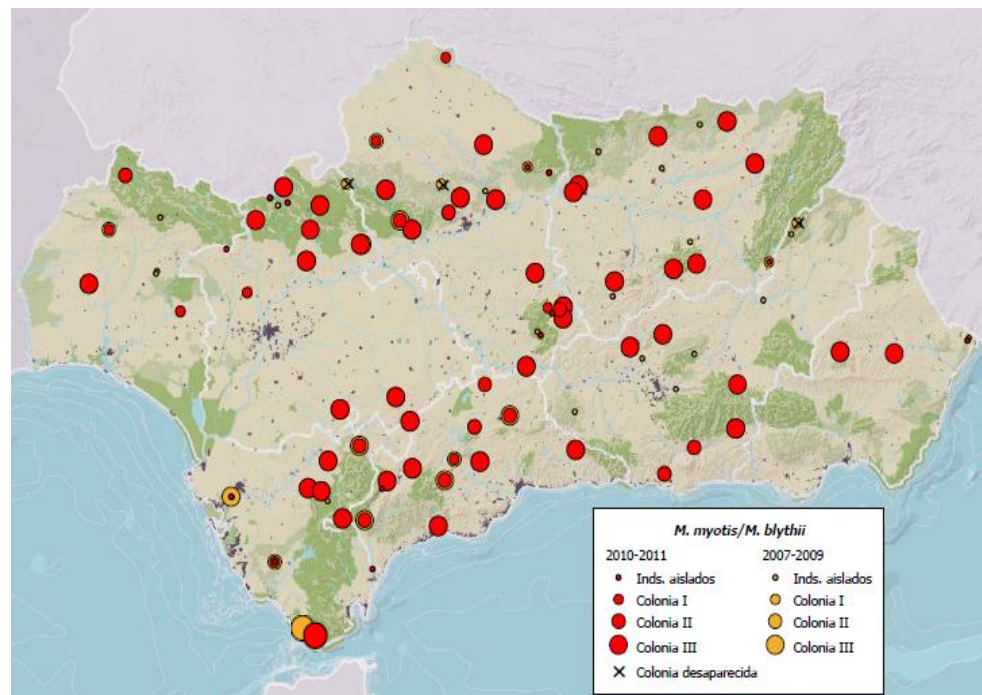 M. myotis/M. blythii
2010-2011 2007-2009
Inds. aislados Inds. aislados
Colonia I Colonia I
Colonia II Colonia II
Colonia III Colonia III
Colonia desaparecida